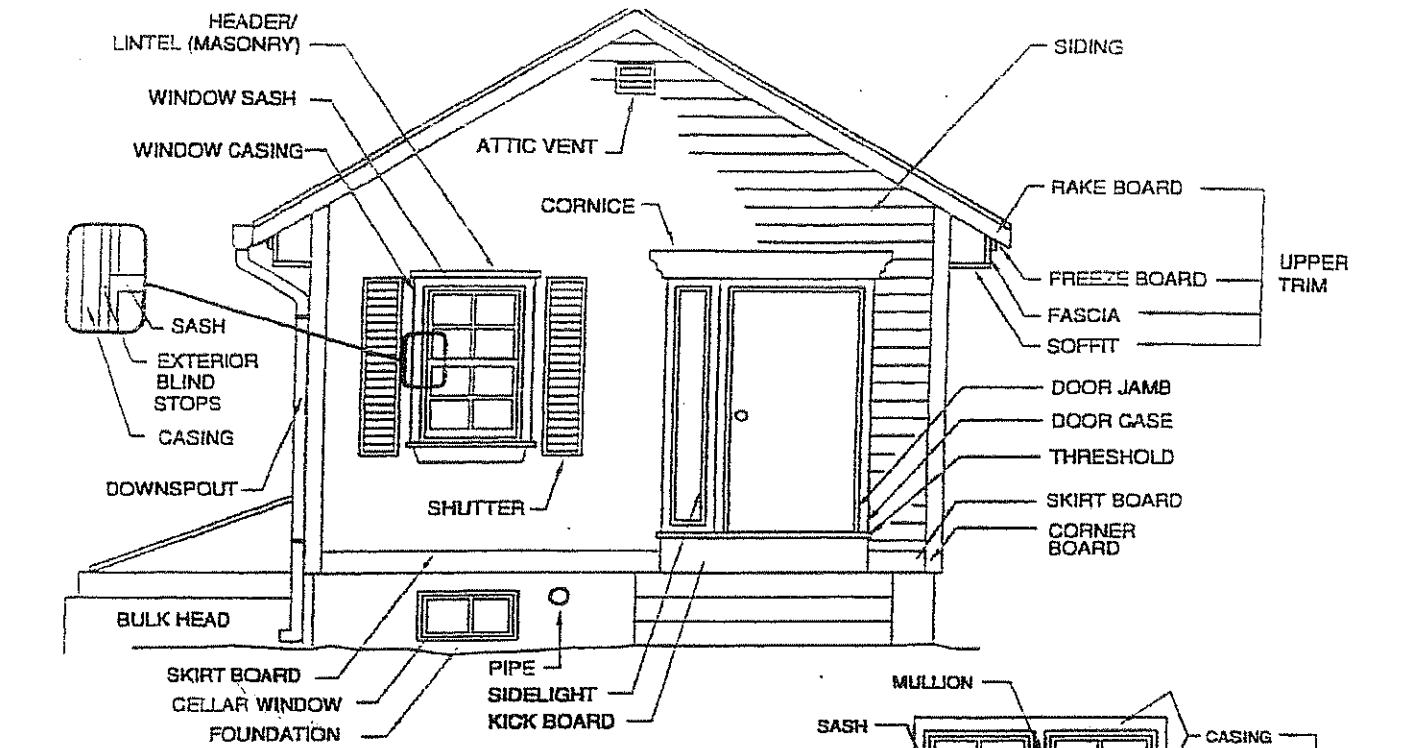 HEADER/
LINTEL (MASONRY)
WINDOW SASH
WINDOW CASING
ATTIC VENT
CORNICE
SIDING
RAKE BOARD
FREEZE BOARD
FASCIA
SOFFIT
UPPER
TRIM
SASH
EXTERIOR
BLIND
STOPS
CASING
DOWNSPOUT
SHUTTER
DOOR JAMB
DOOR CASE
THRESHOLD
SKIRT BOARD
CORNER
BOARD
BULK HEAD
SKIRT BOARD
CELLAR WINDOW
FOUNDATION
PIPE
SIDELIGHT
KICK BOARD
MULLION
SASH
CASING